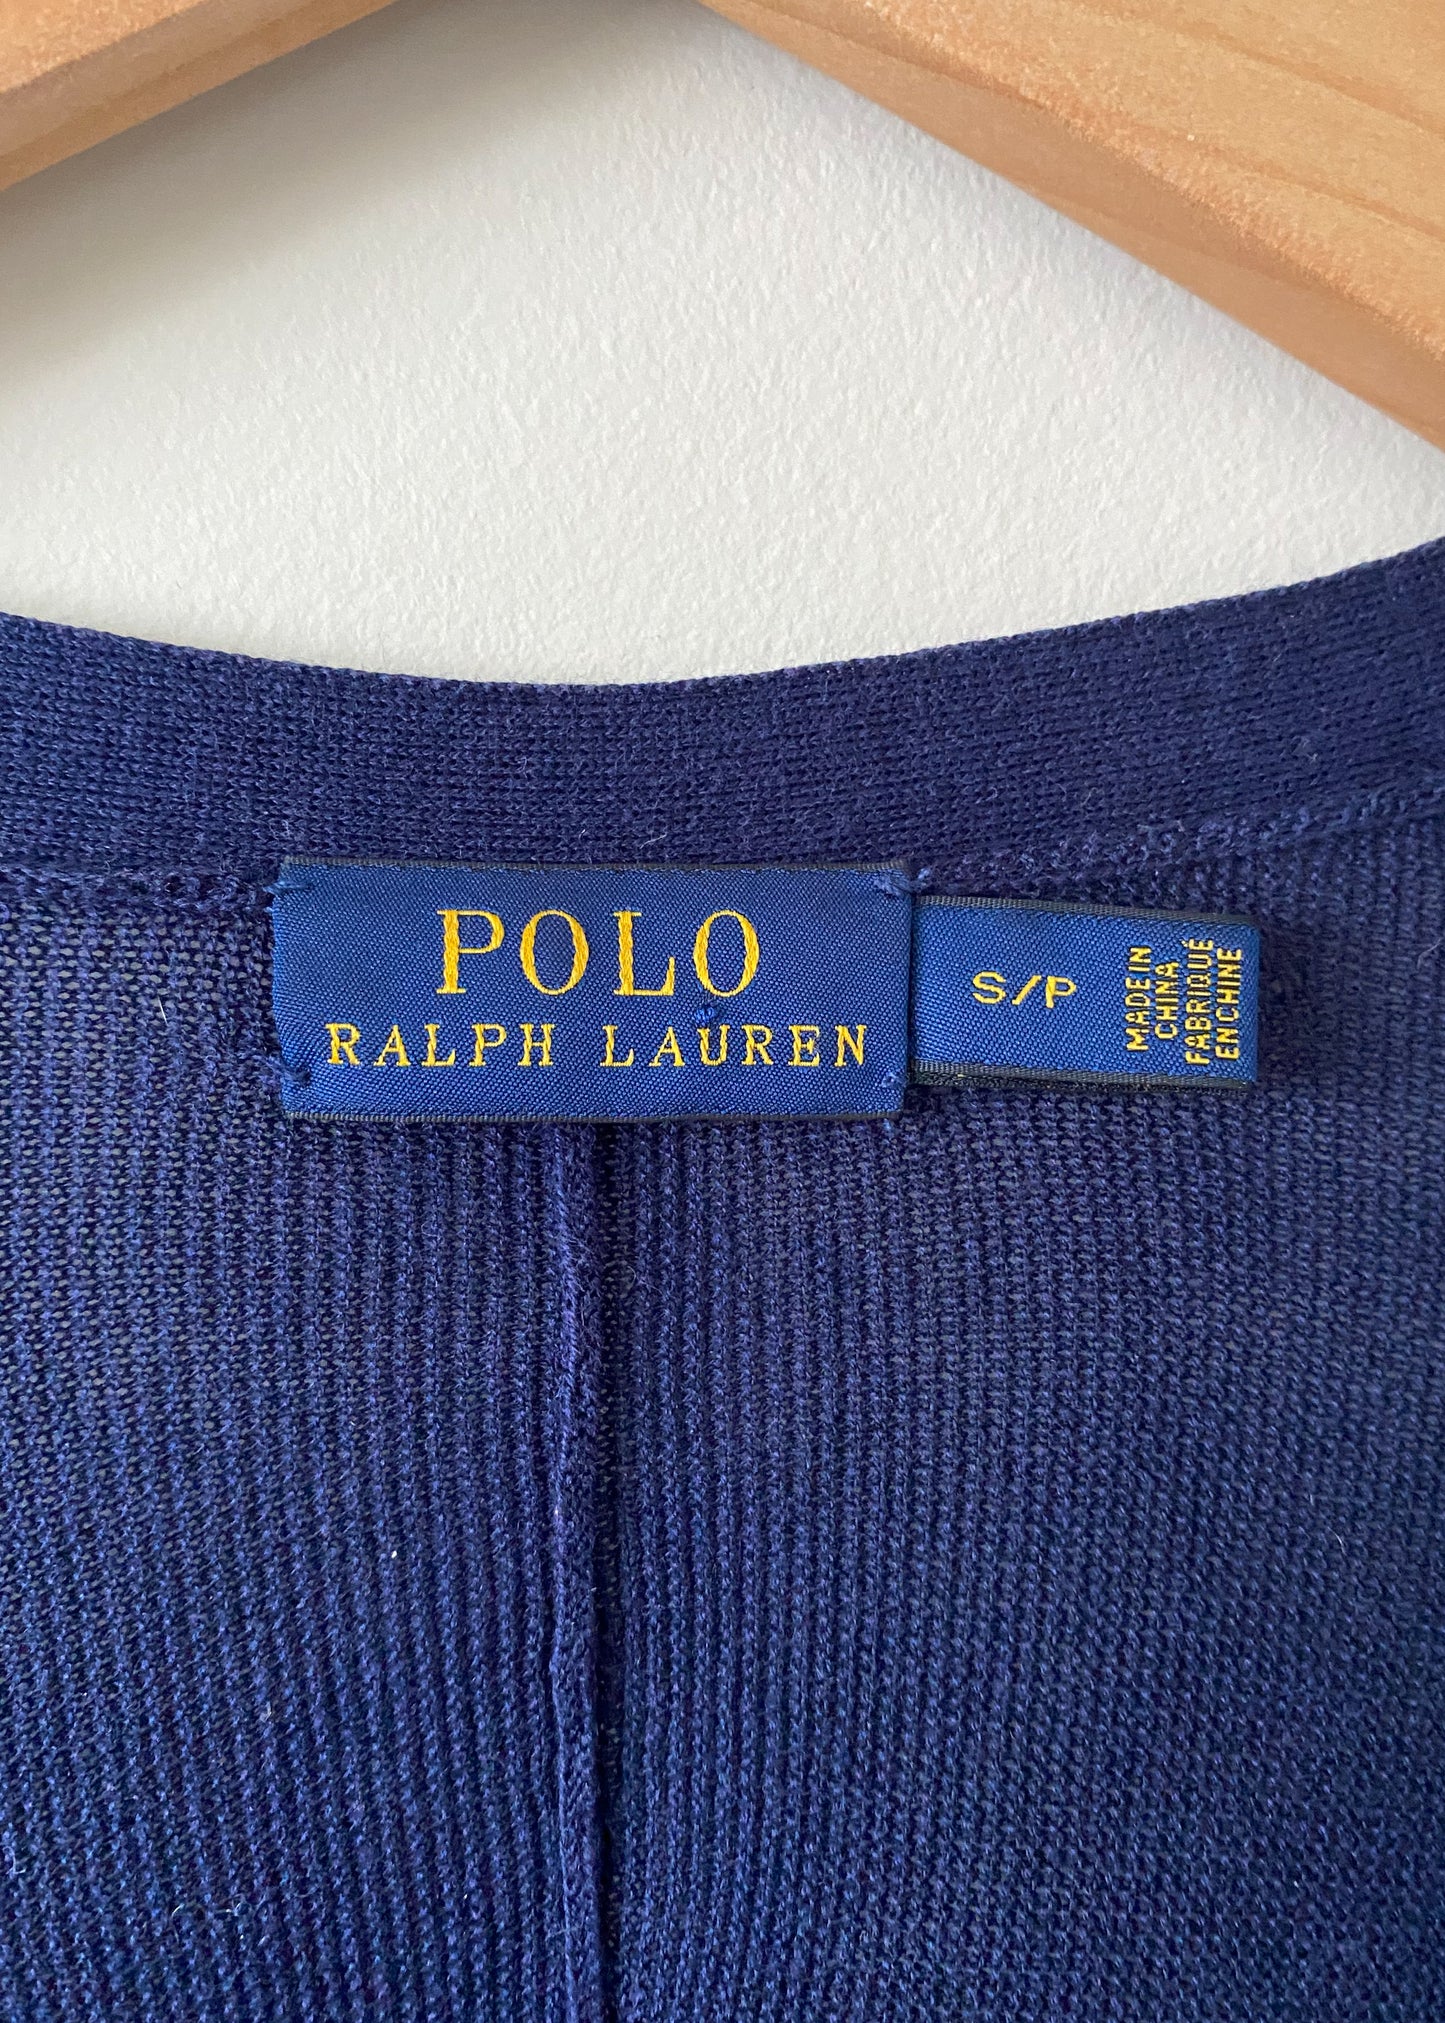 POLO
RALPH LAUREN
S/P
MADE IN
CHINA
FABRIQUÉ
EN CHINE